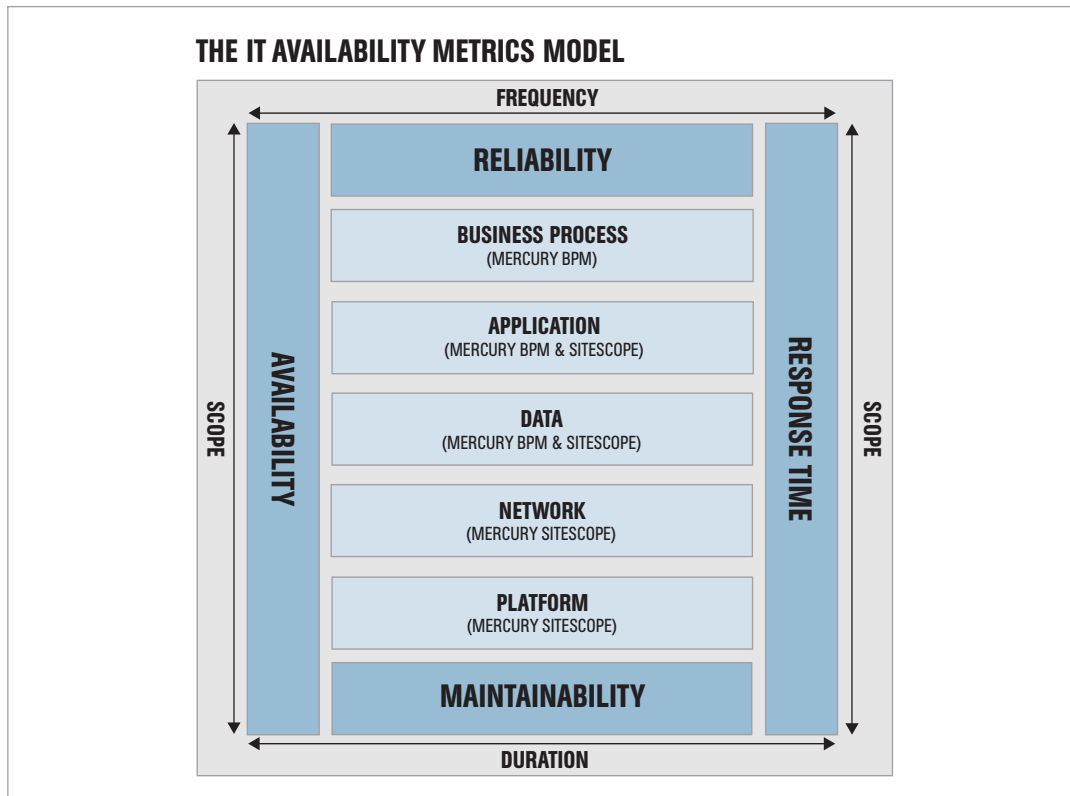 THE IT AVAILABILITY METRICS MODEL
FREQUENCY
RELIABILITY
BUSINESS PROCESS
(MERCURY BPM)
APPLICATION
(MERCURY BPM & SITESCOPE)
DATA
(MERCURY BPM & SITESCOPE)
NETWORK
(MERCURY SITESCOPE)
PLATFORM
(MERCURY SITESCOPE)
MAINTAINABILITY
SCOPE
AVAILABILITY
RESPONSE TIME
SCOPE
DURATION